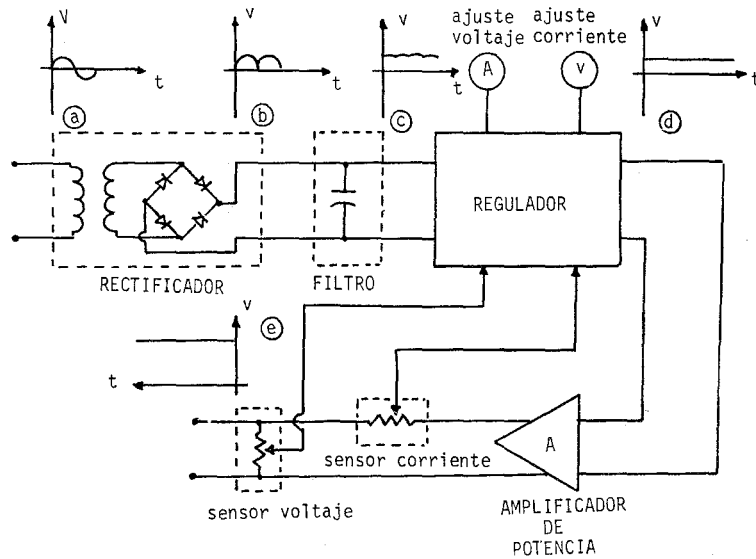 V
t
a
V
t
b
V
t
c
ajuste
voltaje
A
ajuste
corriente
v
v
t
d
RECTIFICADOR
FILTRO
REGULADOR
v
t
e
sensor voltaje
sensor corriente
A
AMPLIFICADOR
DE
POTENCIA